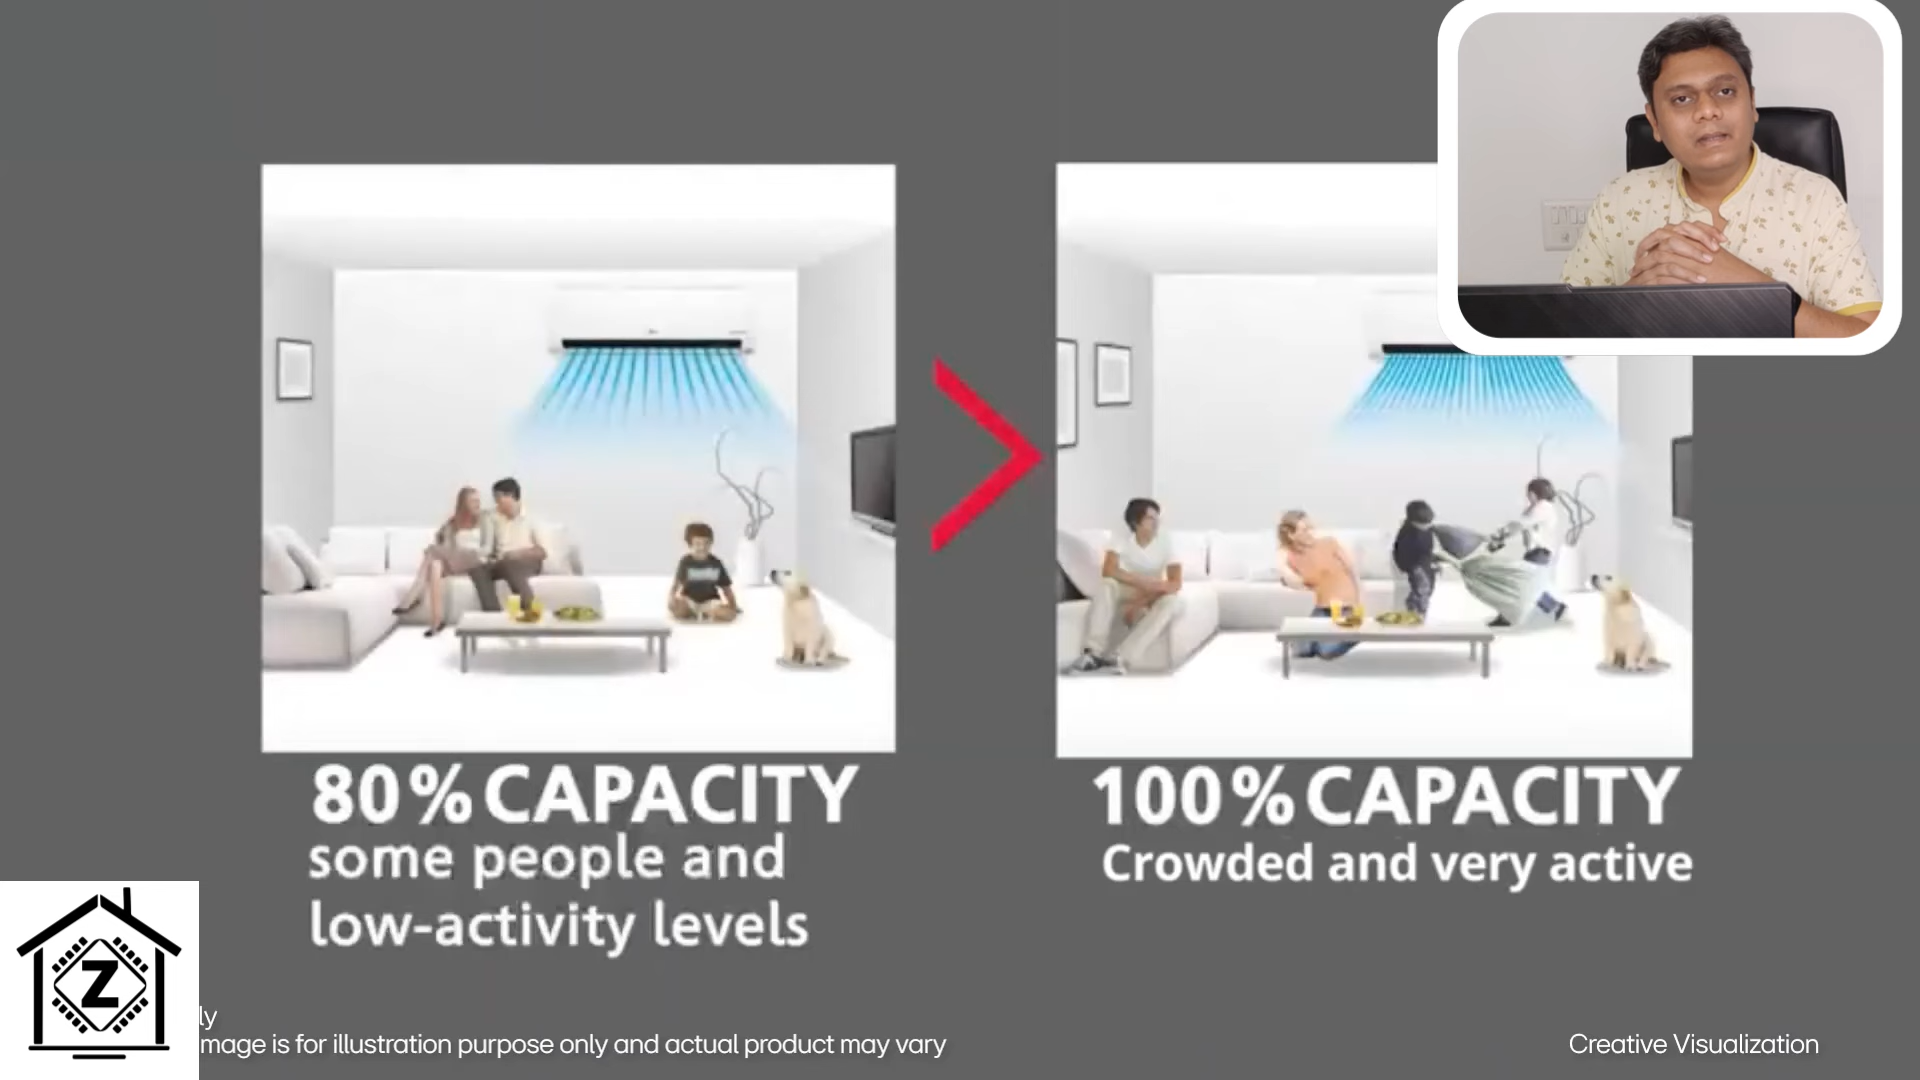 80% CAPACITY
some people and
low-activity levels
100% CAPACITY
Crowded and very active
Z
ly
mage is for illustration purpose only and actual product may vary
Creative Visualization